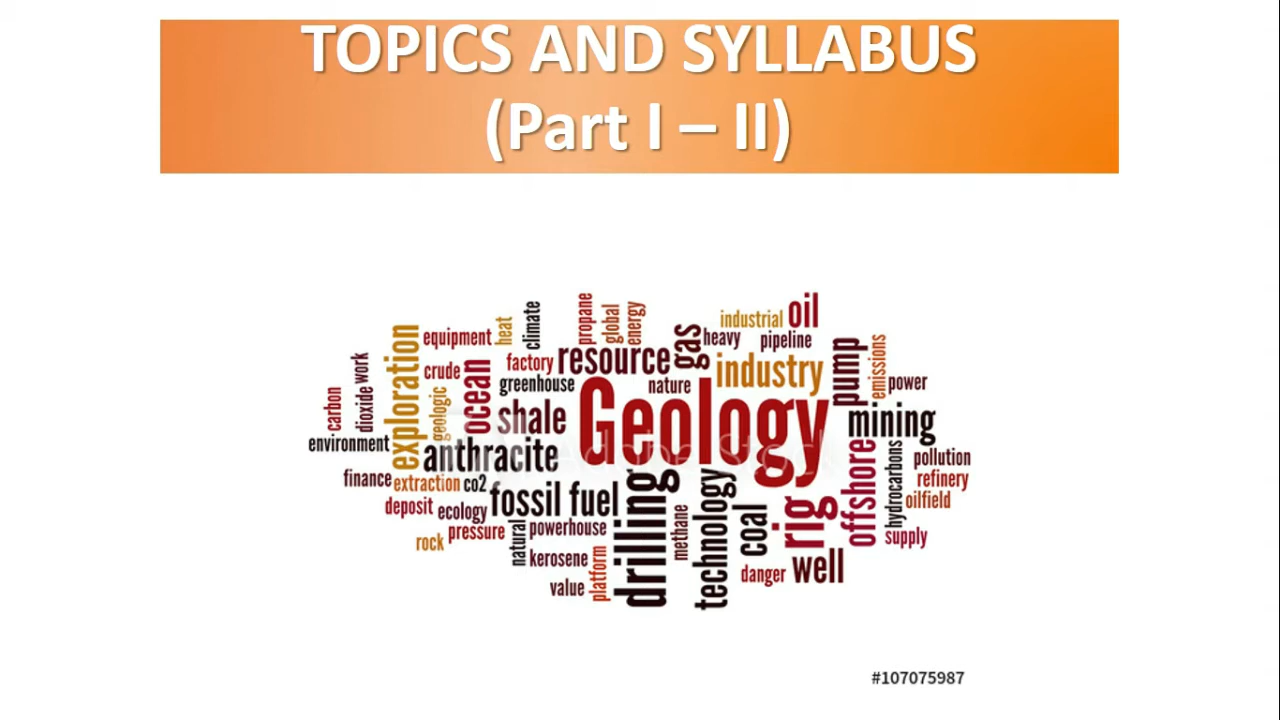 TOPICS AND SYLLABUS
(Part I – II)
propane
global
energy
climate
heat
equipment
industrial
oil
heavy
pipeline
gas
exploration
work
factory
resource
crude
ocean
greenhouse
nature
industry
pump
emissions
power
carbon
dioxide
geologic
shale
Geology
mining
environment
anthracite
offshore
hydrocarbons
pollution
finance
extraction
co2
refinery
deposit
ecology
fossil fuel
drilling
technology
coal
rig
oilfield
rock
pressure
natural
powerhouse
methane
supply
kerosene
platform
danger
well
value
Adobe Stock
#107075987